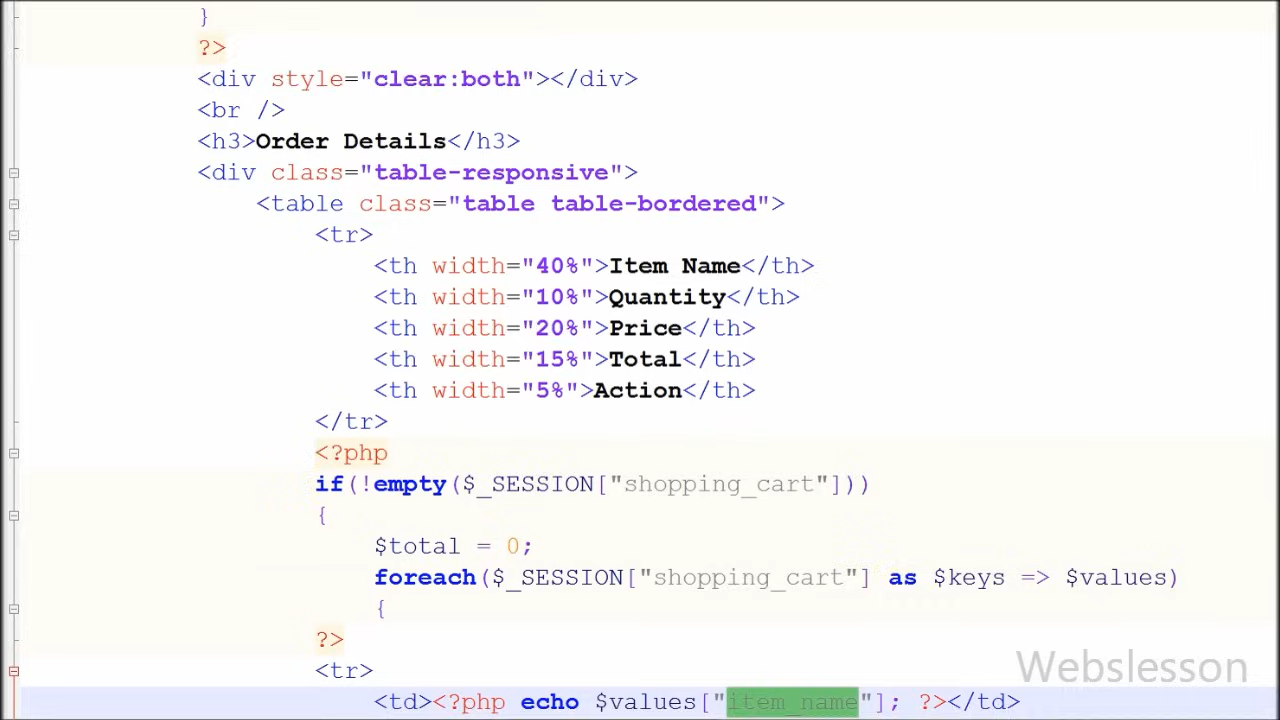 }
?>
<div style="clear:both"></div>
<br />
<h3>Order Details</h3>
<div class="table-responsive">
<table class="table table-bordered">
<tr>
<th width="40%">Item Name</th>
<th width="10%">Quantity</th>
<th width="20%">Price</th>
<th width="15%">Total</th>
<th width="5%">Action</th>
</tr>
<?php
if(!empty($_SESSION["shopping_cart"]))
{
$total = 0;
foreach($_SESSION["shopping_cart"] as $keys => $values)
{
?>
<tr>
<td><?php echo $values["item_name"]; ?></td>
Webslesson